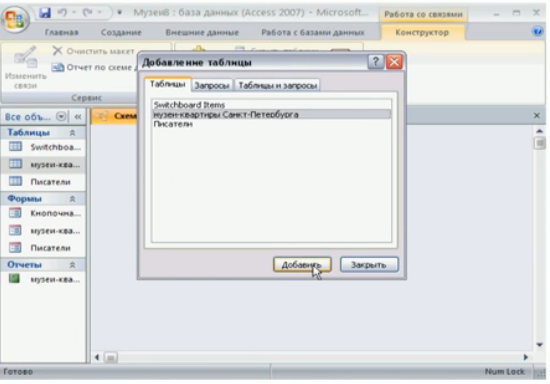 Музей8 : база данных (Access 2007) - Microsoft...
Работа со связями
Главная
Создание
Внешние данные
Работа с базами данных
Конструктор
Изменить связи
Очистить макет
Отчет по схеме д
Сервис
Добавление таблицы
Таблицы
Запросы
Таблицы и запросы
Switchboard Items
музеи-квартиры Санкт-Петербурга
Писатели
Добавить
Закрыть
Все объ...
Схем
Таблицы
Switchboa...
музеи-ква...
Писатели
Формы
Кнопочна...
музеи-ква...
Писатели
Отчеты
музеи-ква...
Готово
Num Lock